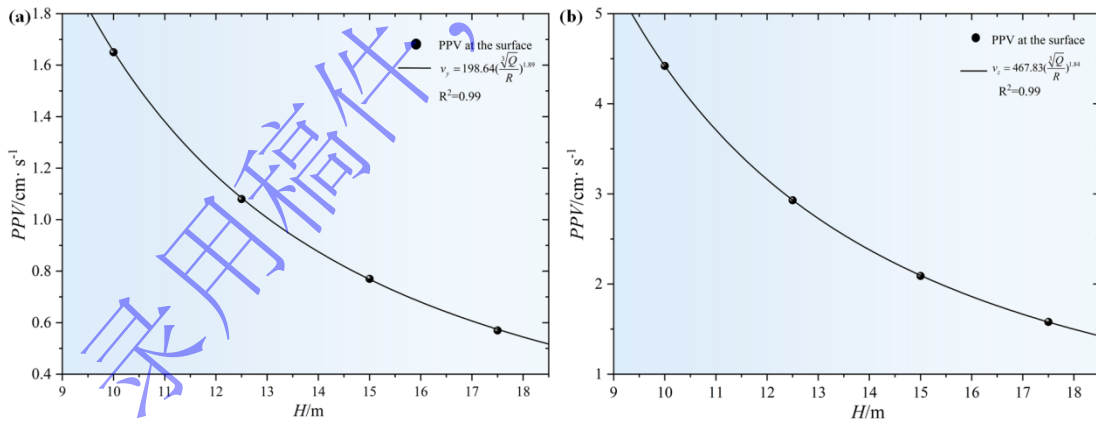 (a)
1.8
1.6
1.4
1.2
1.0
0.8
0.6
0.4
PPV/cm· s⁻¹
9 10 11 12 13 14 15 16 17 18
H/m
PPV at the surface
v_y = 198.64(∛Q/R)^1.89
R²=0.99
(b)
5
4
3
2
1
PPV/cm· s⁻¹
9 10 11 12 13 14 15 16 17 18
H/m
PPV at the surface
v_z = 467.83(∛Q/R)^1.84
R²=0.99
录用稿件,